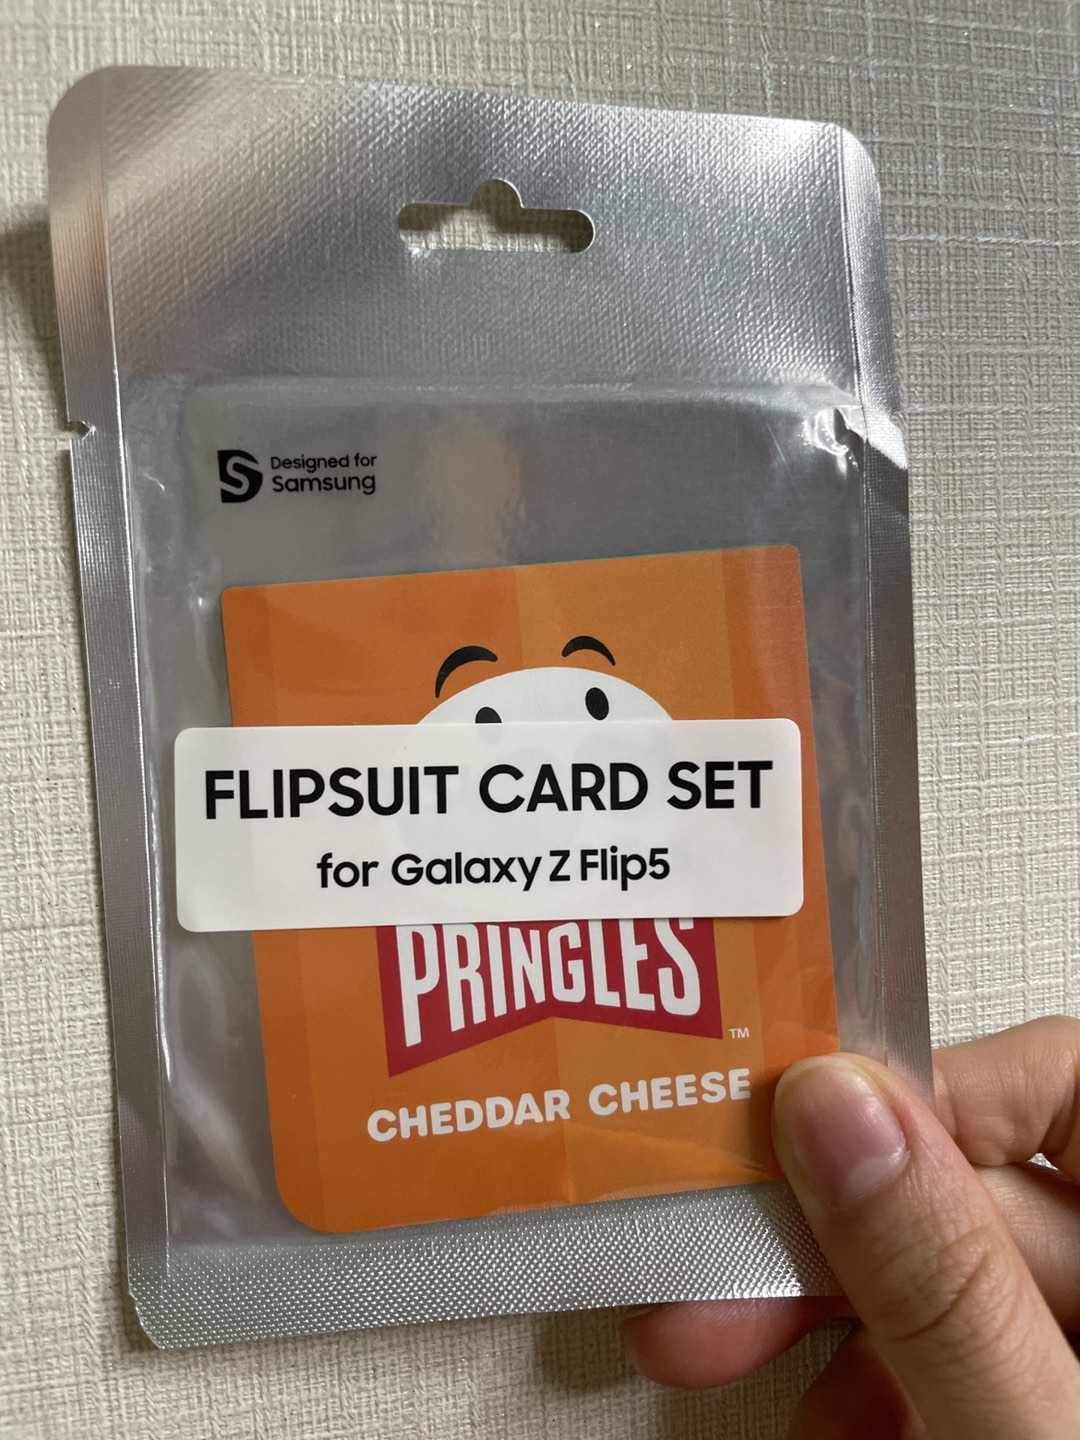 Designed for
Samsung
FLIPSUIT CARD SET
for Galaxy Z Flip5
PRINGLES
TM
CHEDDAR CHEESE